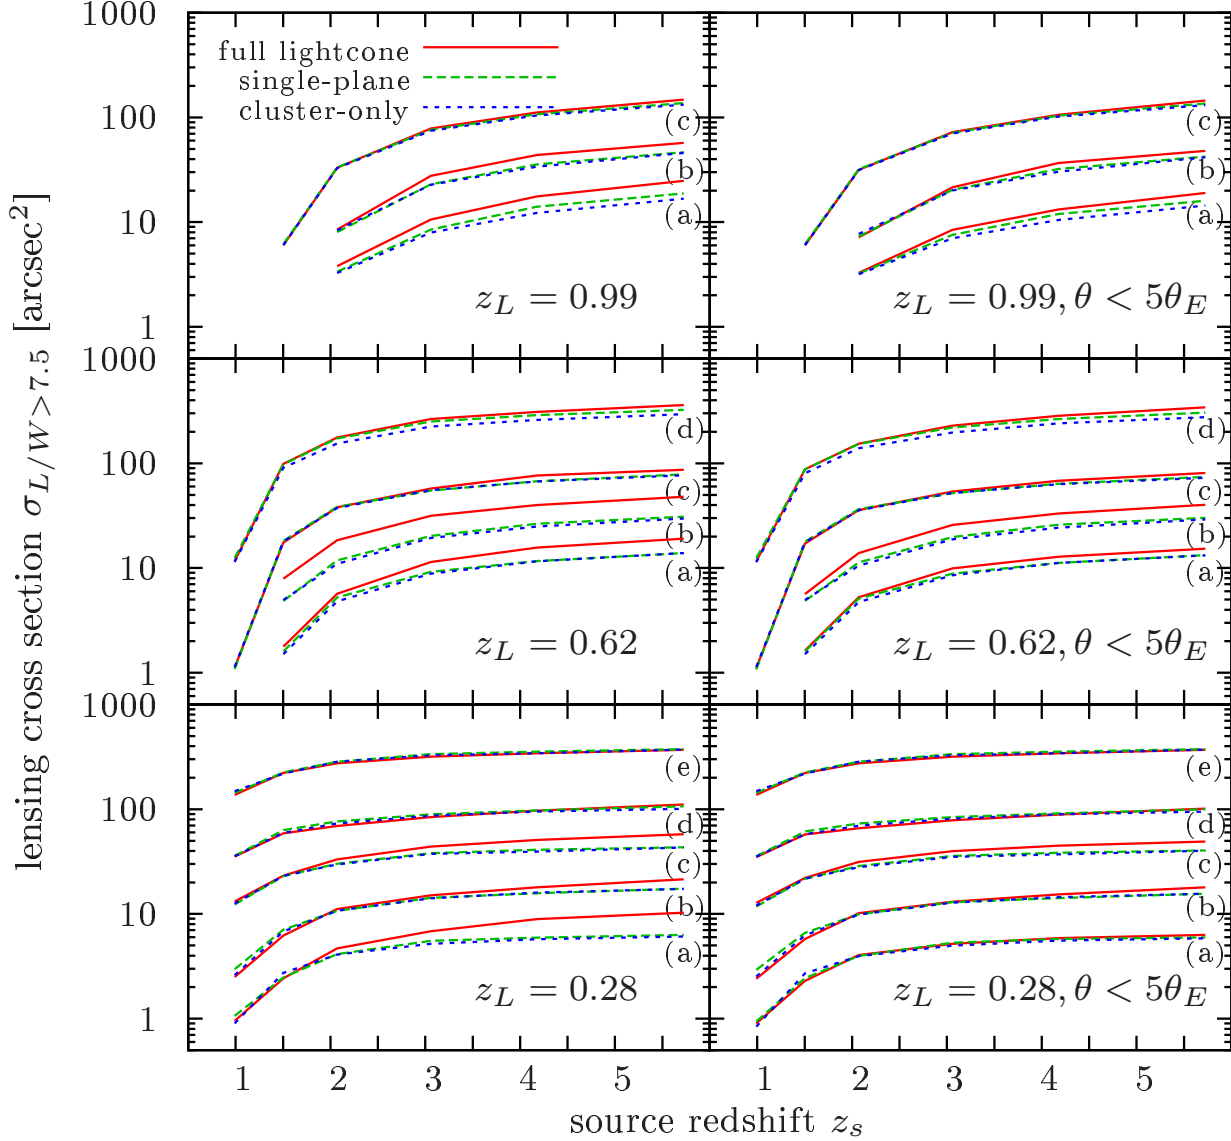 lensing cross section σ_{L/W>7.5} [arcsec²]
1000
100
10
1
full lightcone
single-plane
cluster-only
(c)
(b)
(a)
z_L = 0.99
(c)
(b)
(a)
z_L = 0.99, θ < 5θ_E
1000
100
10
1
(d)
(c)
(b)
(a)
z_L = 0.62
(d)
(c)
(b)
(a)
z_L = 0.62, θ < 5θ_E
1000
100
10
1
(e)
(d)
(c)
(b)
(a)
z_L = 0.28
(e)
(d)
(c)
(b)
(a)
z_L = 0.28, θ < 5θ_E
1 2 3 4 5 1 2 3 4 5
source redshift z_s